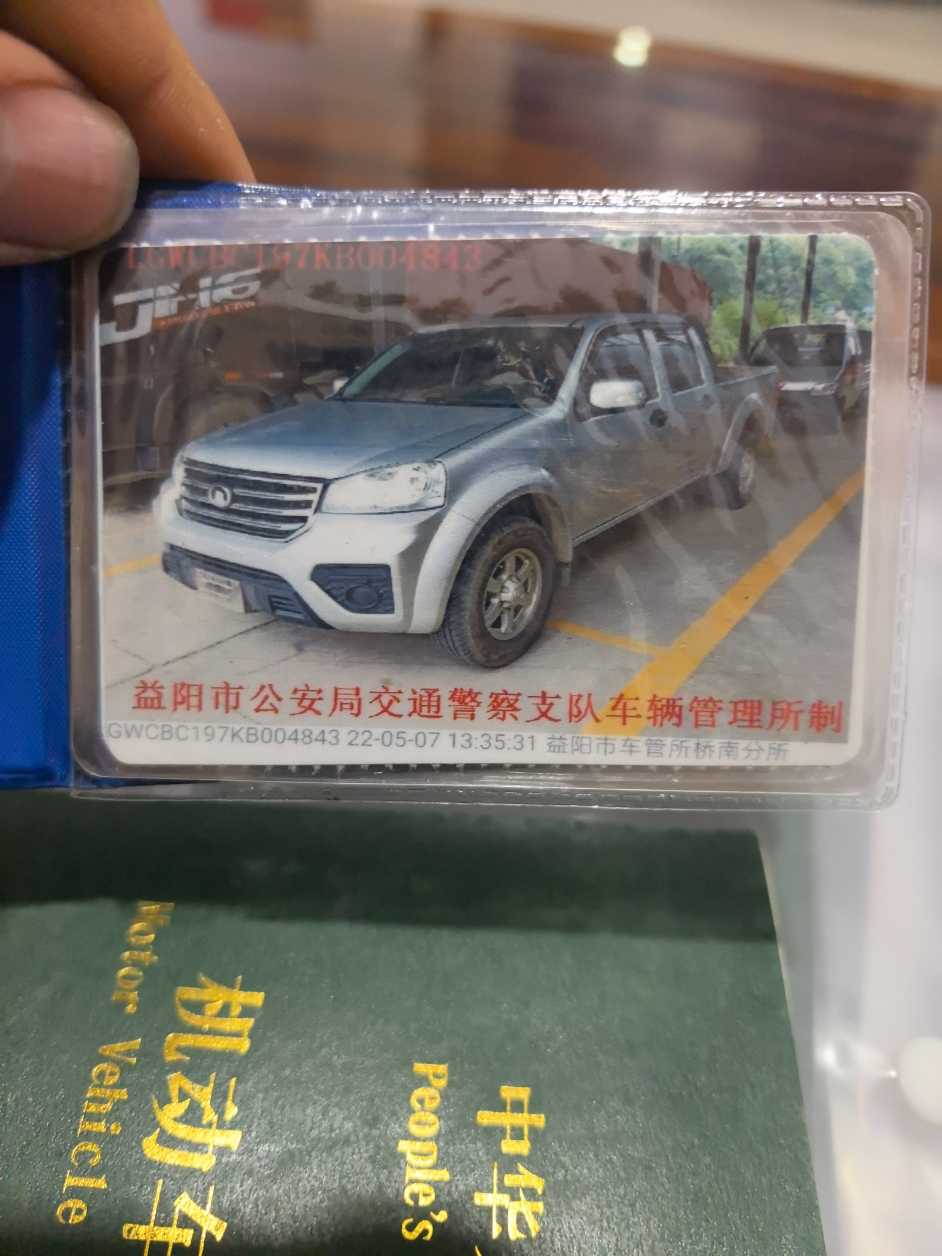 LGWCBC197KB004843
益阳市公安局交通警察支队车辆管理所制
GWCBC197KB004843 22-05-07 13:35:31 益阳市车管所桥南分所
机动车
Motor Vehicle
中华
People's